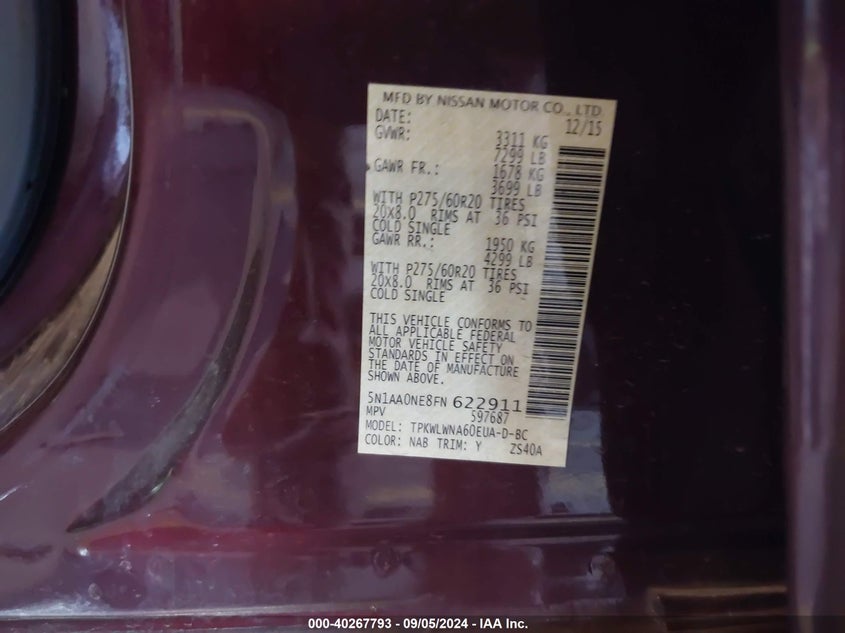 MFD BY NISSAN MOTOR CO., LTD.
DATE: 12/15
GVWR: 3311 KG
7299 LB
GAWR FR.: 1678 KG
3699 LB
WITH P275/60R20 TIRES
20X8.0 RIMS AT 36 PSI
COLD SINGLE
GAWR RR.: 1950 KG
4299 LB
WITH P275/60R20 TIRES
20X8.0 RIMS AT 36 PSI
COLD SINGLE
THIS VEHICLE CONFORMS TO
ALL APPLICABLE FEDERAL
MOTOR VEHICLE SAFETY
STANDARDS IN EFFECT ON
THE DATE OF MANUFACTURE
SHOWN ABOVE.
5N1AA0NE8FN 622911
MPV 597687
MODEL: TPKWLWNA60EUA-D-BC
COLOR: NAB TRIM: Y ZS40A
000-40267793 - 09/05/2024 - IAA Inc.